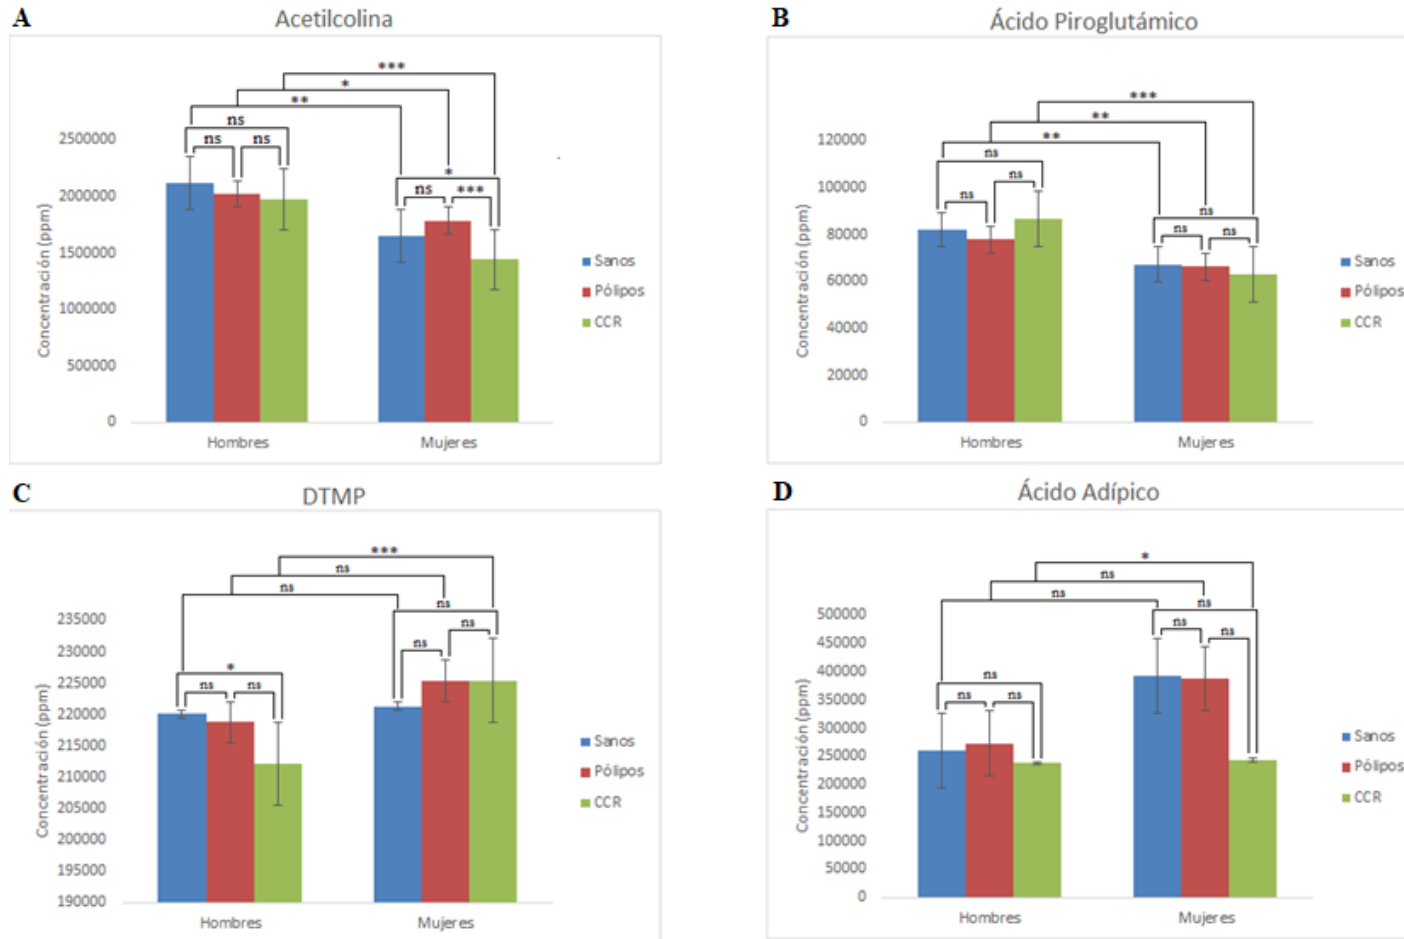 A
Acetilcolina
***
*
**
ns
ns
ns
*
ns
***
2500000
2000000
1500000
1000000
500000
0
Concentración (ppm)
Hombres
Mujeres
Sanos
Pólipos
CCR
B
Ácido Piroglutámico
***
**
**
ns
ns
ns
ns
ns
ns
120000
100000
80000
60000
40000
20000
0
Concentración (ppm)
Hombres
Mujeres
Sanos
Pólipos
CCR
C
DTMP
***
ns
ns
*
ns
ns
ns
ns
ns
235000
230000
225000
220000
215000
210000
205000
200000
195000
190000
Concentración (ppm)
Hombres
Mujeres
Sanos
Pólipos
CCR
D
Ácido Adípico
*
ns
ns
ns
ns
ns
ns
ns
ns
500000
450000
400000
350000
300000
250000
200000
150000
100000
50000
0
Concentración (ppm)
Hombres
Mujeres
Sanos
Pólipos
CCR